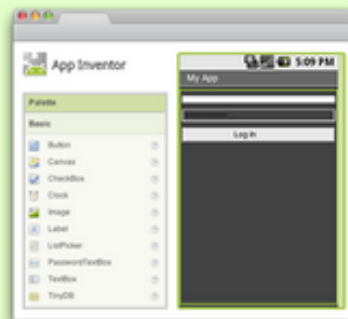 App Inventor
5:09 PM
My App
Palette
Basic
Log In
Button
Canvas
CheckBox
Clock
Image
Label
ListPicker
PasswordTextBox
TextBox
TinyDB